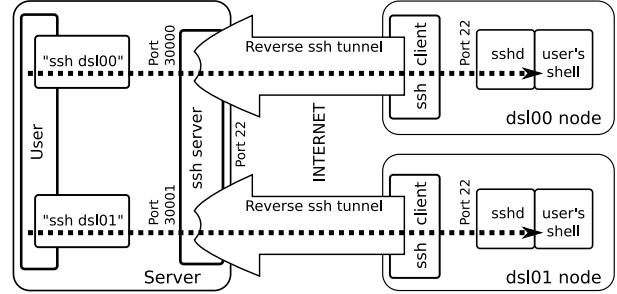 User
"ssh dsl00"
Port
30000
ssh server
Port 22
Reverse ssh tunnel
INTERNET
ssh client
Port 22
sshd
user's
shell
dsl00 node
"ssh dsl01"
Port
30001
Reverse ssh tunnel
ssh client
Port 22
sshd
user's
shell
Server
dsl01 node